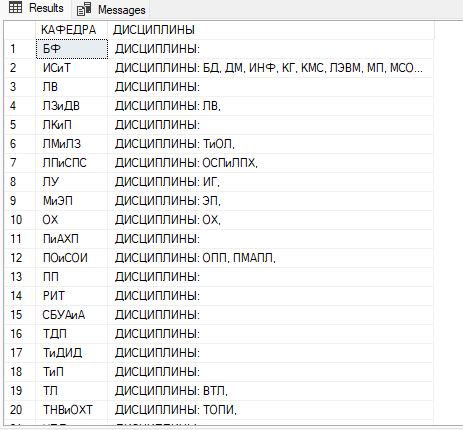 Results Messages
КАФЕДРА ДИСЦИПЛИНЫ
1 БФ ДИСЦИПЛИНЫ:
2 ИСиТ ДИСЦИПЛИНЫ: БД, ДМ, ИНФ, КГ, КМС, ЛЭВМ, МП, МСО...
3 ЛВ ДИСЦИПЛИНЫ:
4 ЛЗиДВ ДИСЦИПЛИНЫ: ЛВ,
5 ЛКиП ДИСЦИПЛИНЫ:
6 ЛМиЛЗ ДИСЦИПЛИНЫ: ТиОЛ,
7 ЛПиСПС ДИСЦИПЛИНЫ: ОСПиЛПХ,
8 ЛУ ДИСЦИПЛИНЫ: ИГ,
9 МиЭП ДИСЦИПЛИНЫ: ЭП,
10 ОХ ДИСЦИПЛИНЫ: ОХ,
11 ПиАХП ДИСЦИПЛИНЫ:
12 ПОиСОИ ДИСЦИПЛИНЫ: ОПП, ПМАПЛ,
13 ПП ДИСЦИПЛИНЫ:
14 РИТ ДИСЦИПЛИНЫ:
15 СБУАиА ДИСЦИПЛИНЫ:
16 ТДП ДИСЦИПЛИНЫ:
17 ТиДИД ДИСЦИПЛИНЫ:
18 ТиП ДИСЦИПЛИНЫ:
19 ТЛ ДИСЦИПЛИНЫ: ВТЛ,
20 ТНВиОХТ ДИСЦИПЛИНЫ: ТОПИ,